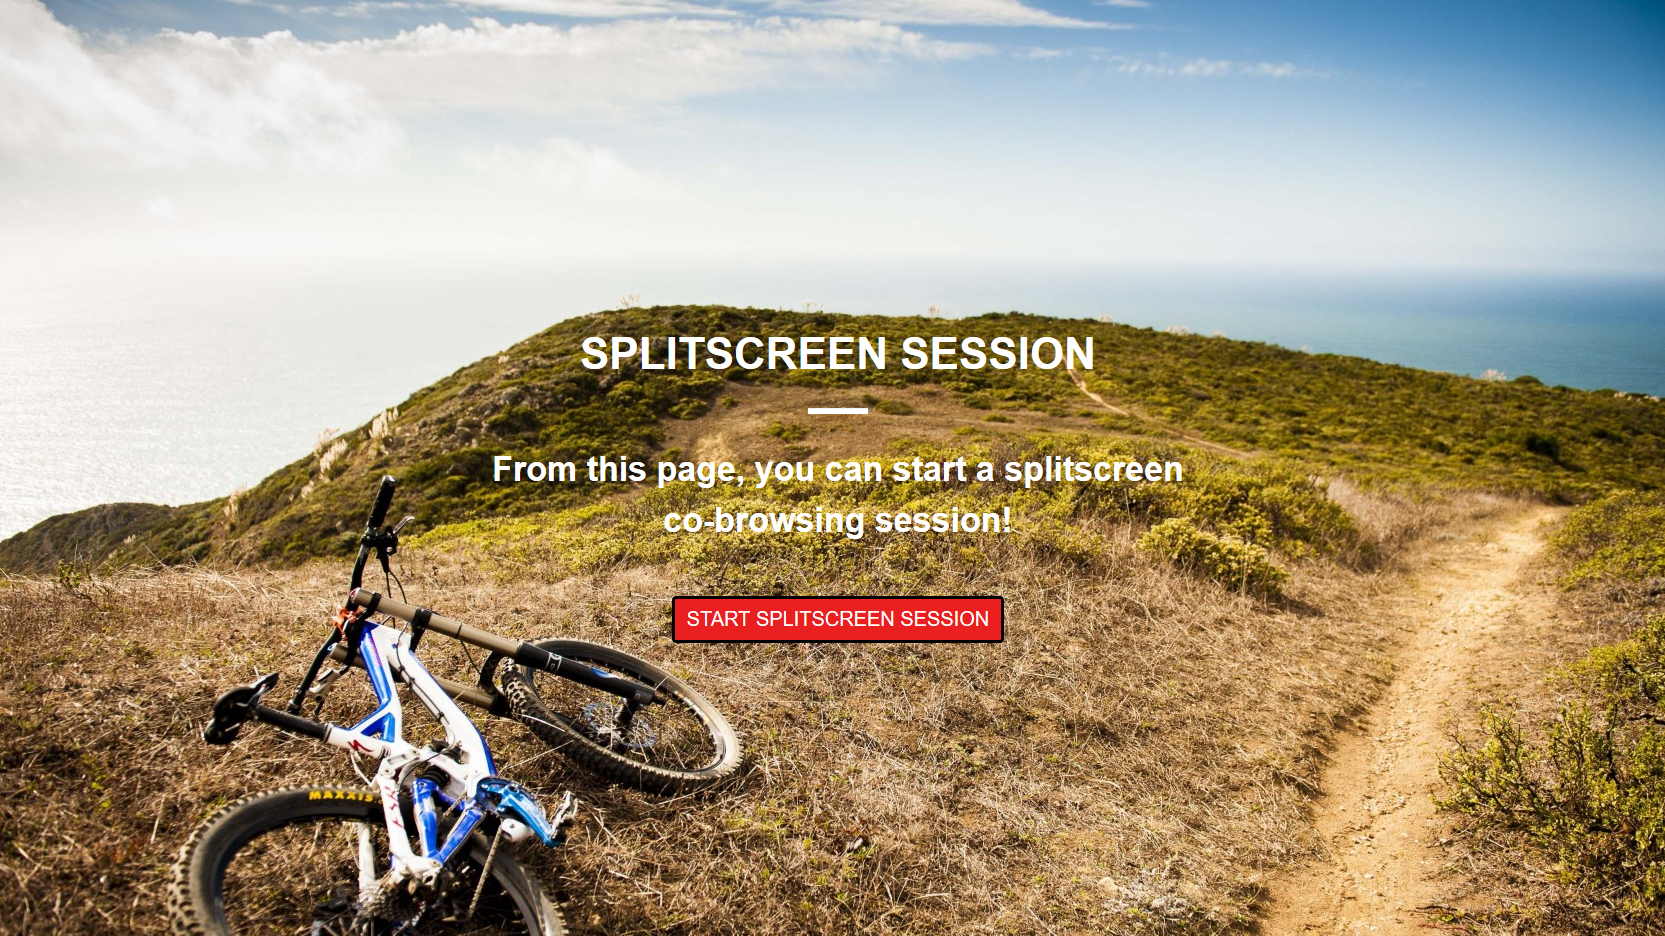 SPLITSCREEN SESSION
From this page, you can start a splitscreen
co-browsing session!
START SPLITSCREEN SESSION
MAXXIS